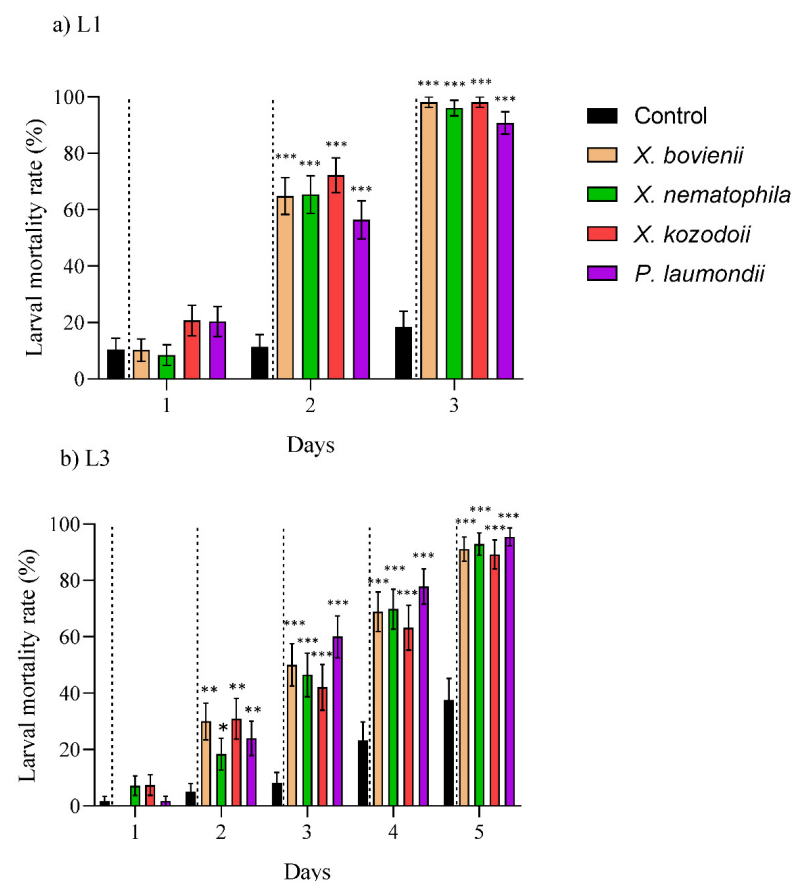 a) L1
Larval mortality rate (%)
100
80
60
40
20
0
*** *** *** ***
*** *** *** ***
1 2 3
Days
Control
X. bovienii
X. nematophila
X. kozodoii
P. laumondii
b) L3
Larval mortality rate (%)
100
80
60
40
20
0
** * ** **
*** *** *** ***
*** *** *** ***
*** *** *** ***
1 2 3 4 5
Days